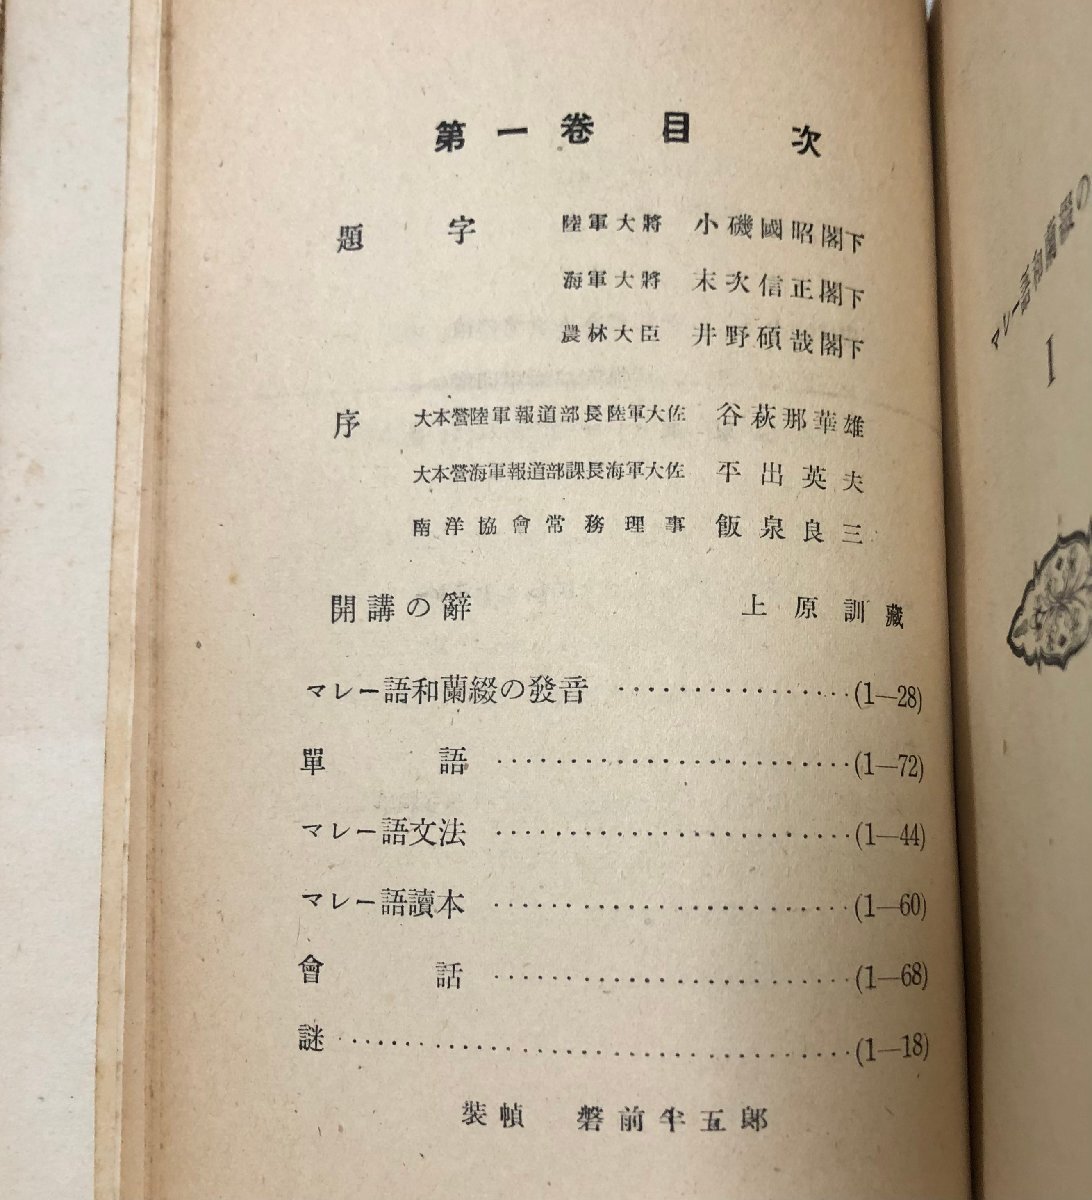 第一卷目次
題字 陸軍大將 小磯國昭閣下
海軍大將 末次信正閣下
農林大臣 井野碩哉閣下
序 大本營陸軍報道部長陸軍大佐 谷萩那華雄
大本營海軍報道部課長海軍大佐 平出英夫
南洋協會常務理事 飯泉良三
開講の辭 上原訓藏
マレー語和蘭綴の發音 ················(1—28)
單語 ························(1—72)
マレー語文法 ························(1—44)
マレー語讀本 ························(1—60)
會話 ························(1—68)
謎 ···································(1—18)
裝幀 磐前半五郎
マレー語和蘭綴の
1